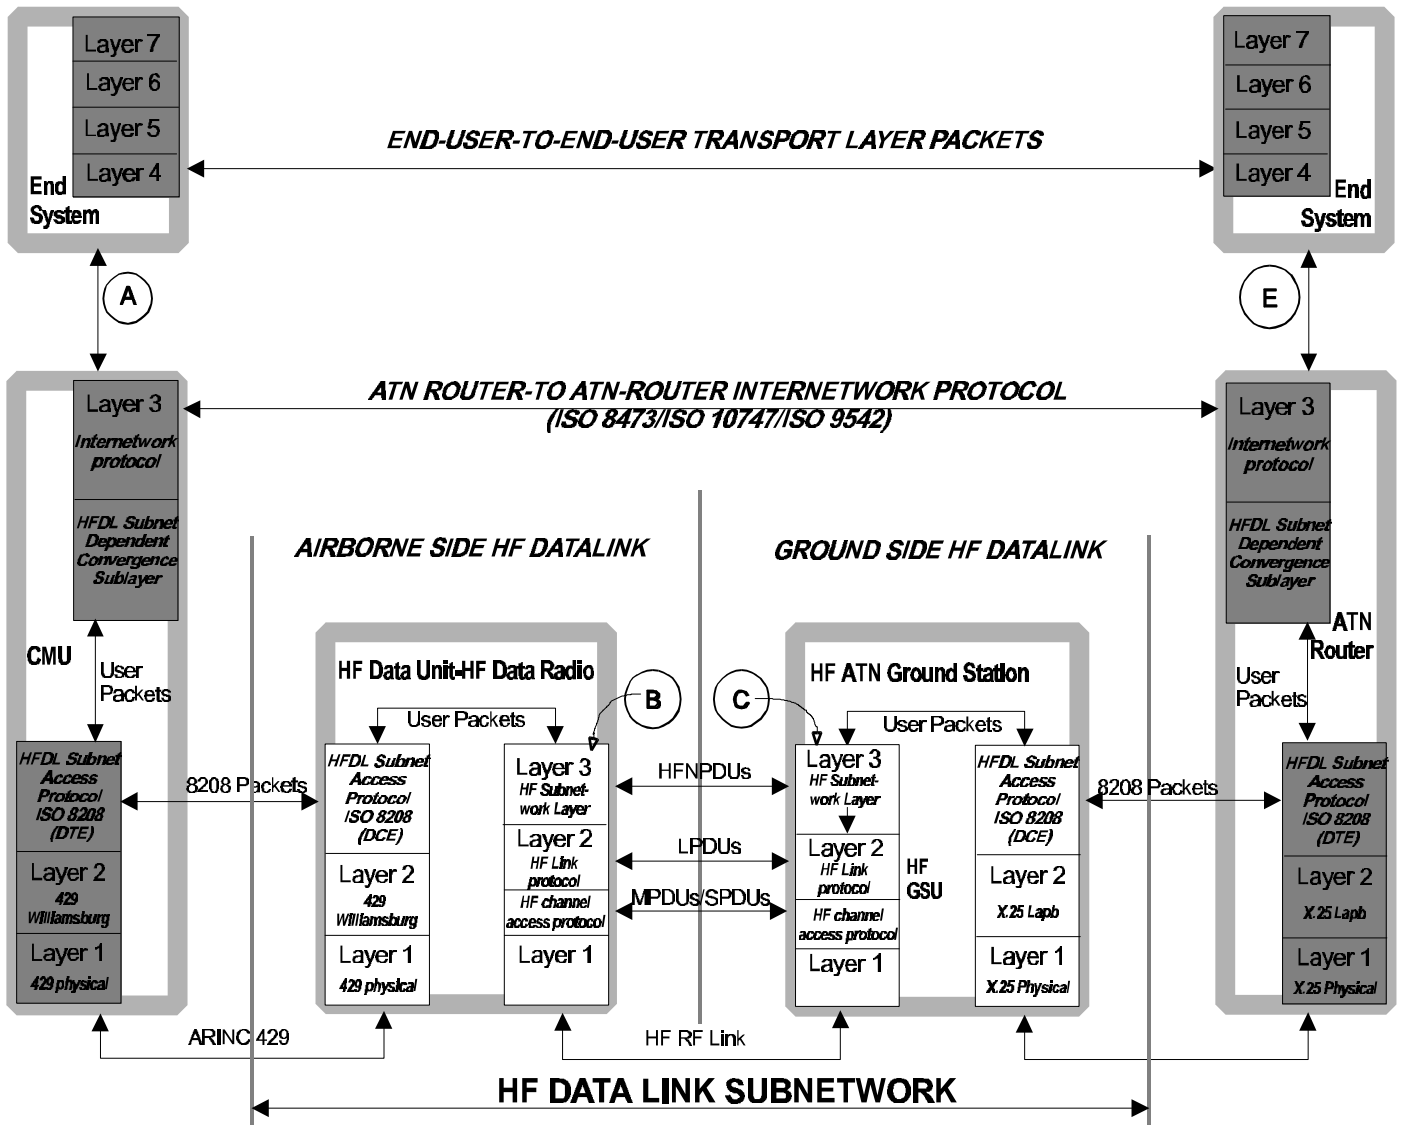 Layer 7
Layer 6
Layer 5
Layer 4
End
System
END-USER-TO-END-USER TRANSPORT LAYER PACKETS
Layer 7
Layer 6
Layer 5
Layer 4
End
System
A
E
ATN ROUTER-TO ATN-ROUTER INTERNETWORK PROTOCOL
(ISO 8473/ISO 10747/ISO 9542)
Layer 3
Internetwork
protocol
HFDL Subnet
Dependent
Convergence
Sublayer
CMU
User
Packets
HFDL Subnet
Access
Protocol
ISO 8208
(DTE)
Layer 2
429
Williamsburg
Layer 1
429 physical
8208 Packets
ARINC 429
AIRBORNE SIDE HF DATALINK
HF Data Unit-HF Data Radio
User Packets
HFDL Subnet
Access
Protocol
ISO 8208
(DCE)
Layer 2
429
Williamsburg
Layer 1
429 physical
B
Layer 3
HF Subnet-
work Layer
Layer 2
HF Link
protocol
HF channel
access protocol
Layer 1
HFNPDUs
LPDUs
MPDUs/SPDUs
HF RF Link
GROUND SIDE HF DATALINK
C
HF ATN Ground Station
User Packets
Layer 3
HF Subnet-
work Layer
Layer 2
HF Link
protocol
HF channel
access protocol
Layer 1
HF
GSU
HFDL Subnet
Access
Protocol
ISO 8208
(DCE)
Layer 2
X.25 Lapb
Layer 1
X.25 Physical
8208 Packets
Layer 3
Internetwork
protocol
HFDL Subnet
Dependent
Convergence
Sublayer
ATN
Router
User
Packets
HFDL Subnet
Access
Protocol
ISO 8208
(DTE)
Layer 2
X.25 Lapb
Layer 1
X.25 Physical
HF DATA LINK SUBNETWORK